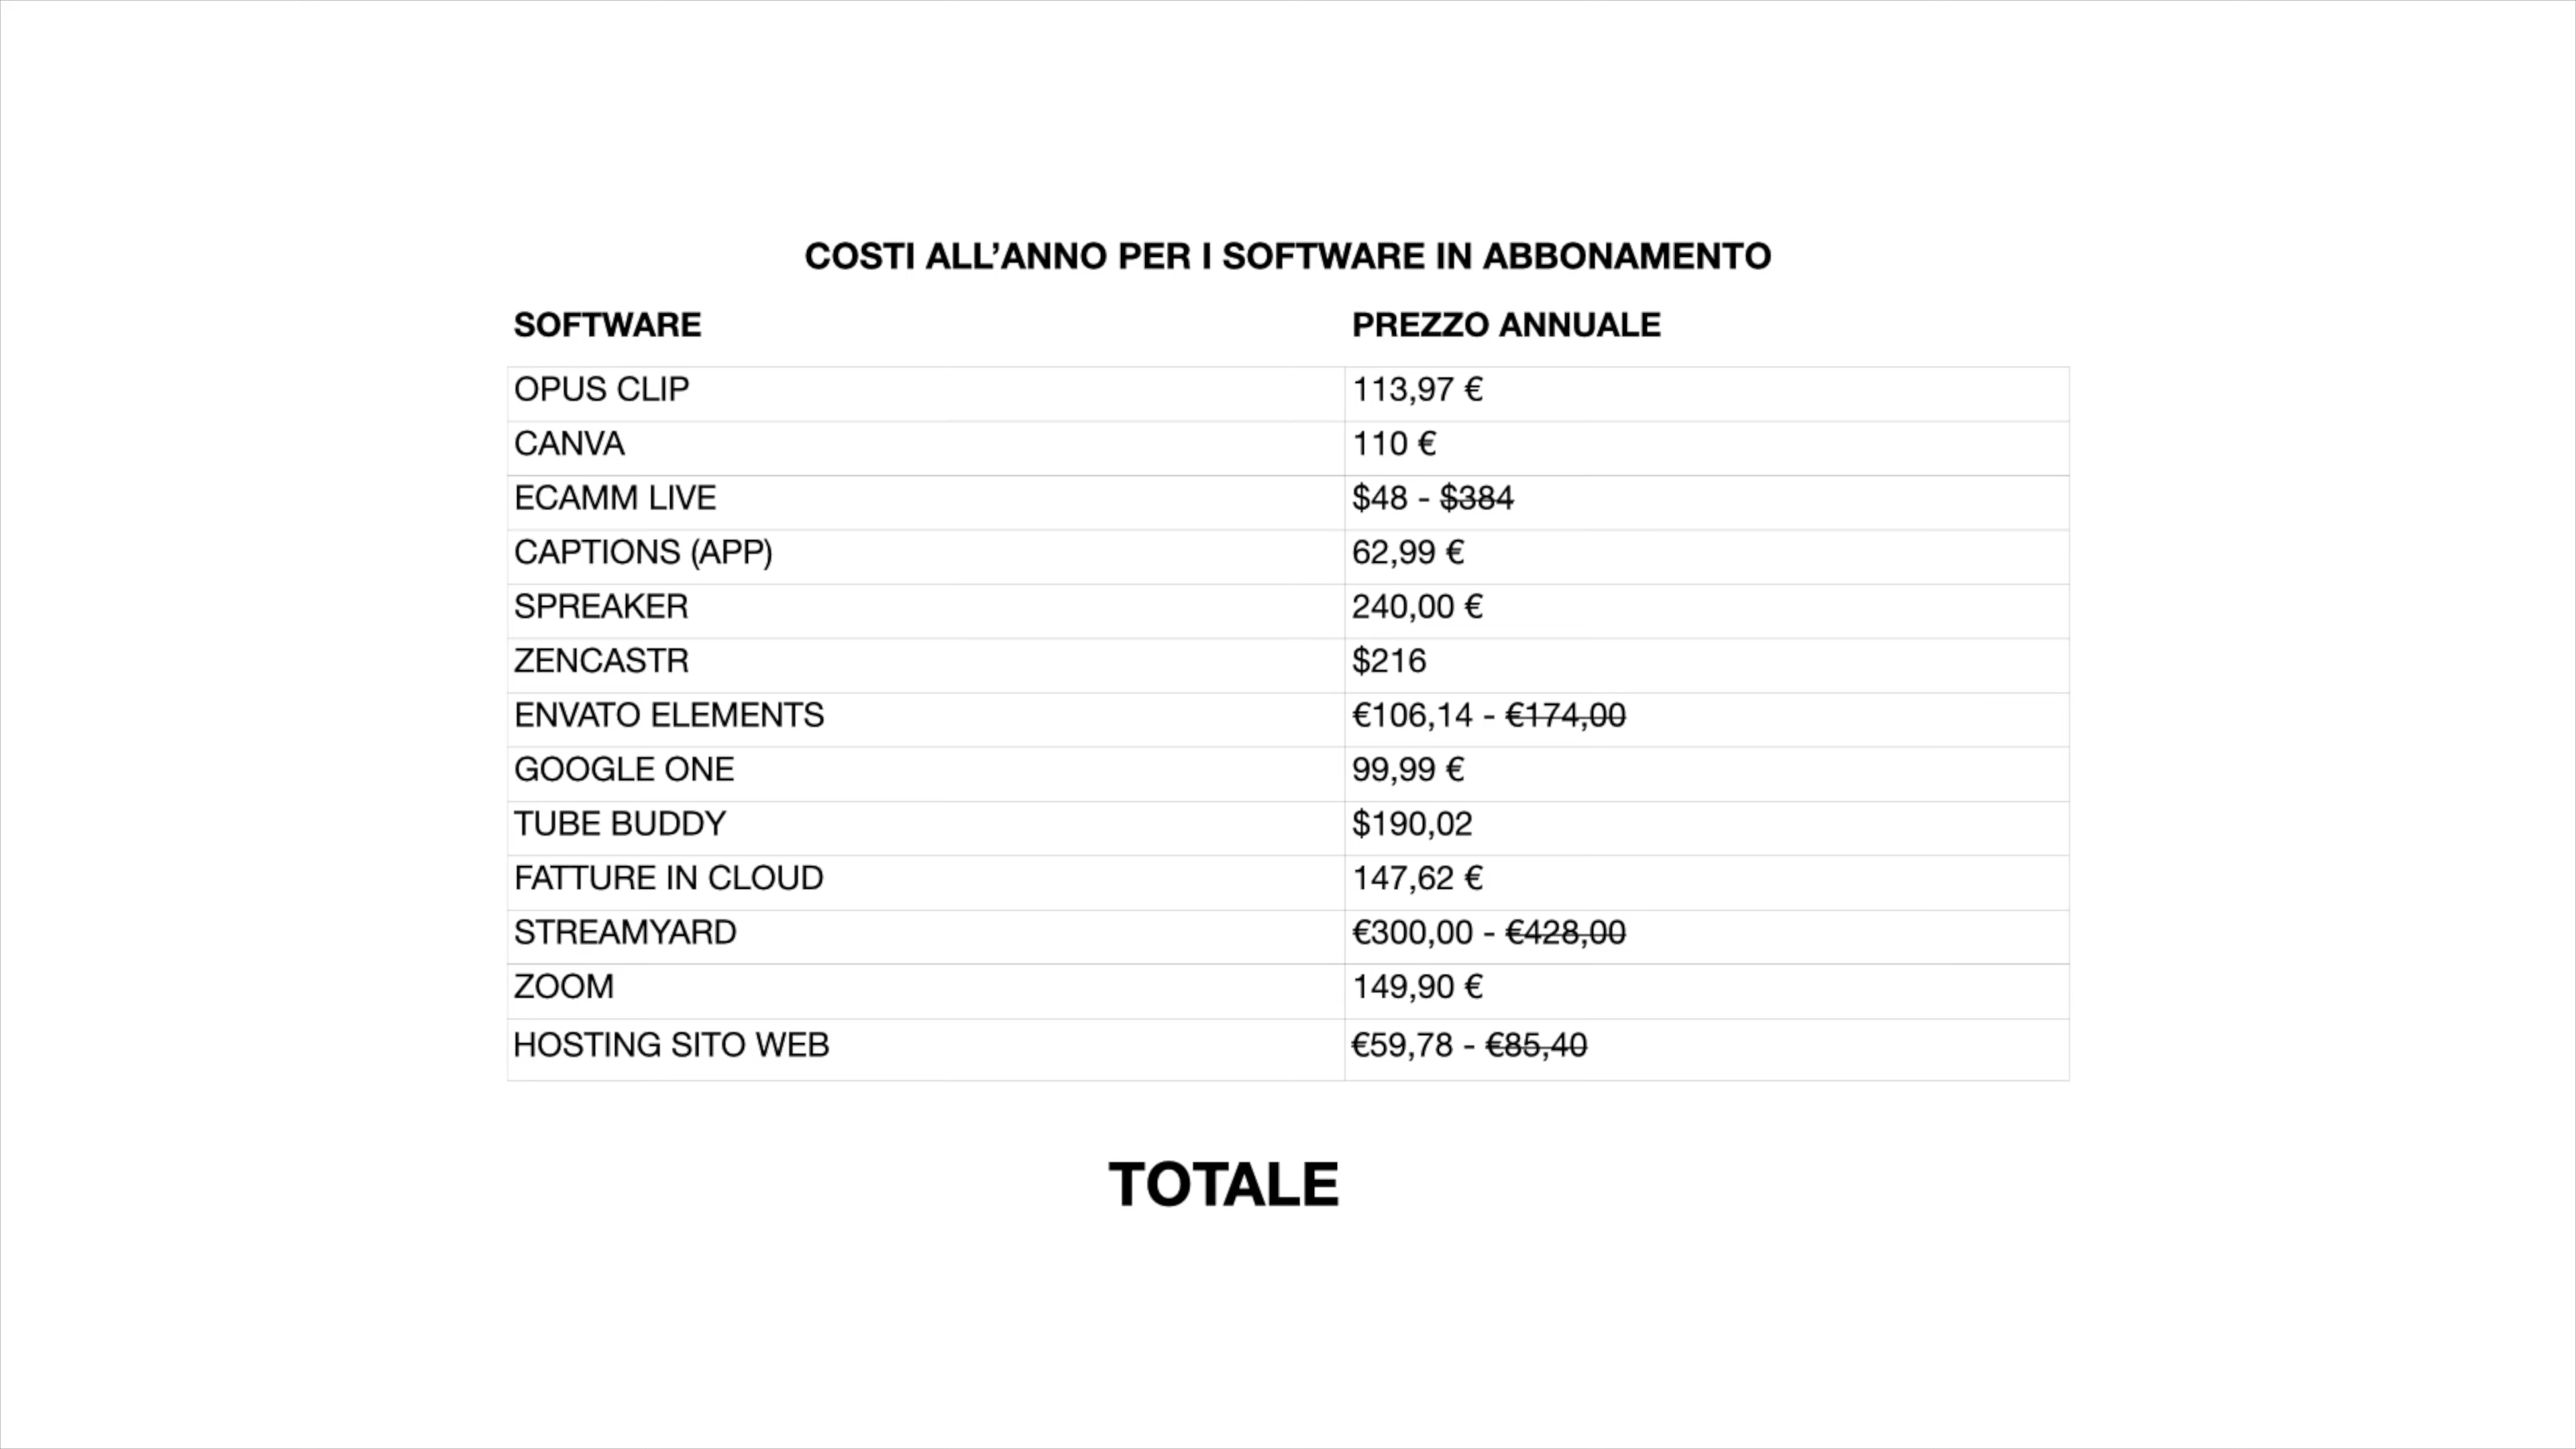 COSTI ALL’ANNO PER I SOFTWARE IN ABBONAMENTO
SOFTWARE PREZZO ANNUALE
OPUS CLIP 113,97 €
CANVA 110 €
ECAMM LIVE $48 - $384
CAPTIONS (APP) 62,99 €
SPREAKER 240,00 €
ZENCASTR $216
ENVATO ELEMENTS €106,14 - €174,00
GOOGLE ONE 99,99 €
TUBE BUDDY $190,02
FATTURE IN CLOUD 147,62 €
STREAMYARD €300,00 - €428,00
ZOOM 149,90 €
HOSTING SITO WEB €59,78 - €85,40
TOTALE